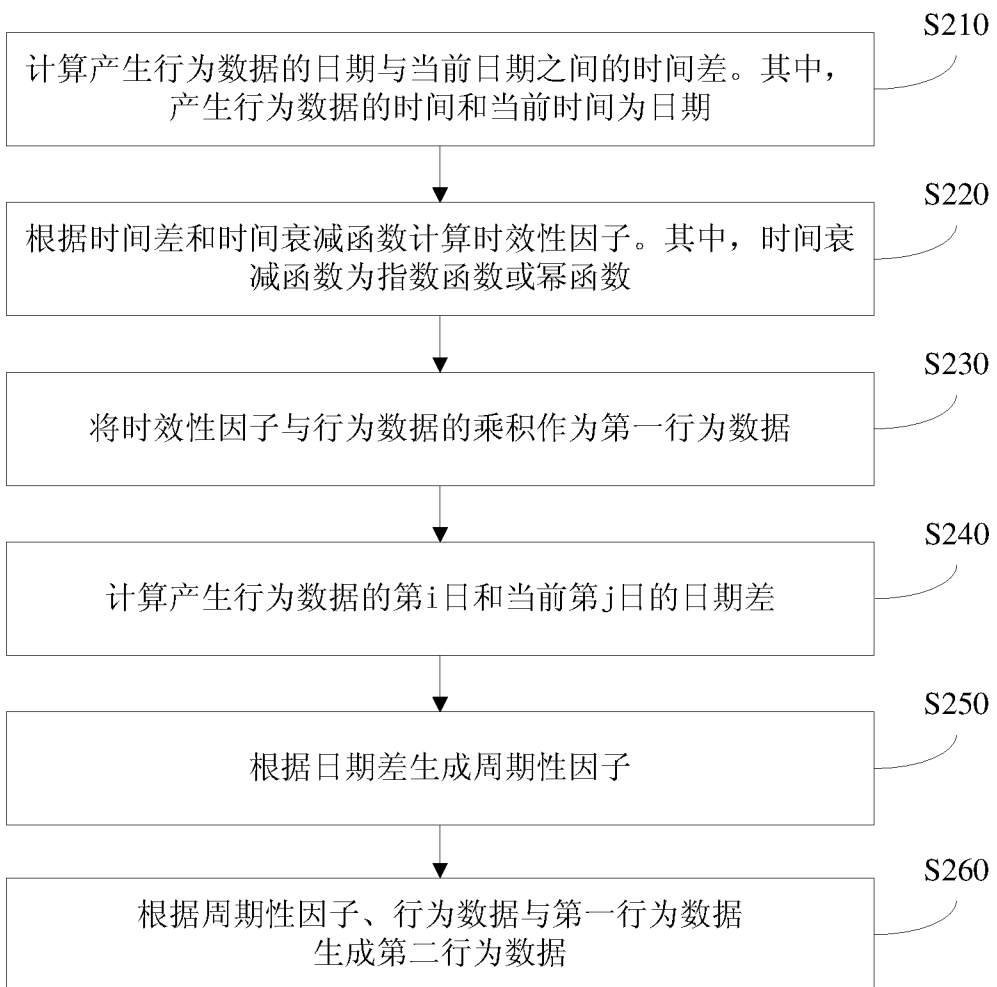 S210
计算产生行为数据的日期与当前日期之间的时间差。其中，
产生行为数据的时间和当前时间为日期
S220
根据时间差和时间衰减函数计算时效性因子。其中，时间衰
减函数为指数函数或幂函数
S230
将时效性因子与行为数据的乘积作为第一行为数据
S240
计算产生行为数据的第i日和当前第j日的日期差
S250
根据日期差生成周期性因子
S260
根据周期性因子、行为数据与第一行为数据
生成第二行为数据